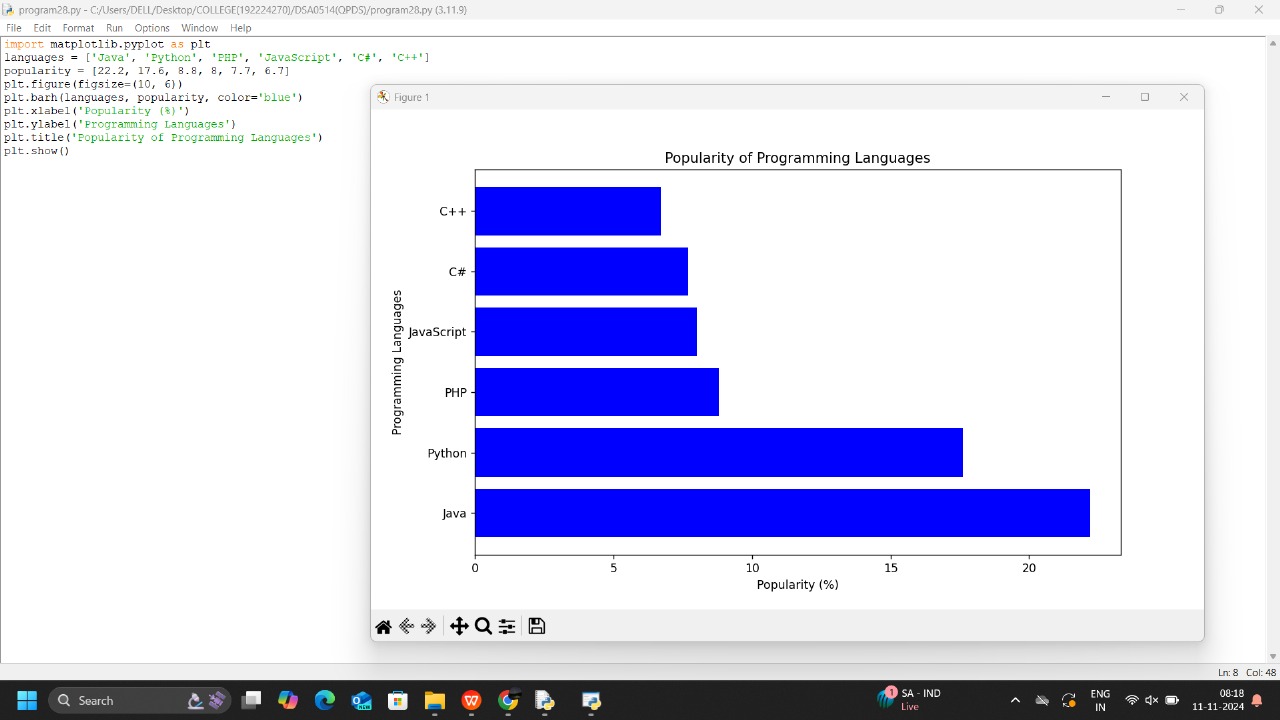 program28.py - C:/Users/DELL/Desktop/COLLEGE[192224270]/DSA0514(QPDS)/program28.py (3.11.9)
File Edit Format Run Options Window Help
import matplotlib.pyplot as plt
languages = ['Java', 'Python', 'PHP', 'JavaScript', 'C#', 'C++']
popularity = [22.2, 17.6, 8.8, 8, 7.7, 6.7]
plt.figure(figsize=(10, 6))
plt.barh(languages, popularity, color='blue')
plt.xlabel('Popularity (%)')
plt.ylabel('Programming Languages')
plt.title('Popularity of Programming Languages')
plt.show()
Figure 1
Popularity of Programming Languages
C++
C#
JavaScript
PHP
Python
Java
Programming Languages
0 5 10 15 20
Popularity (%)
Ln: 8 Col: 48
Search
1
SA - IND
Live
ENG
IN
08:18
11-11-2024